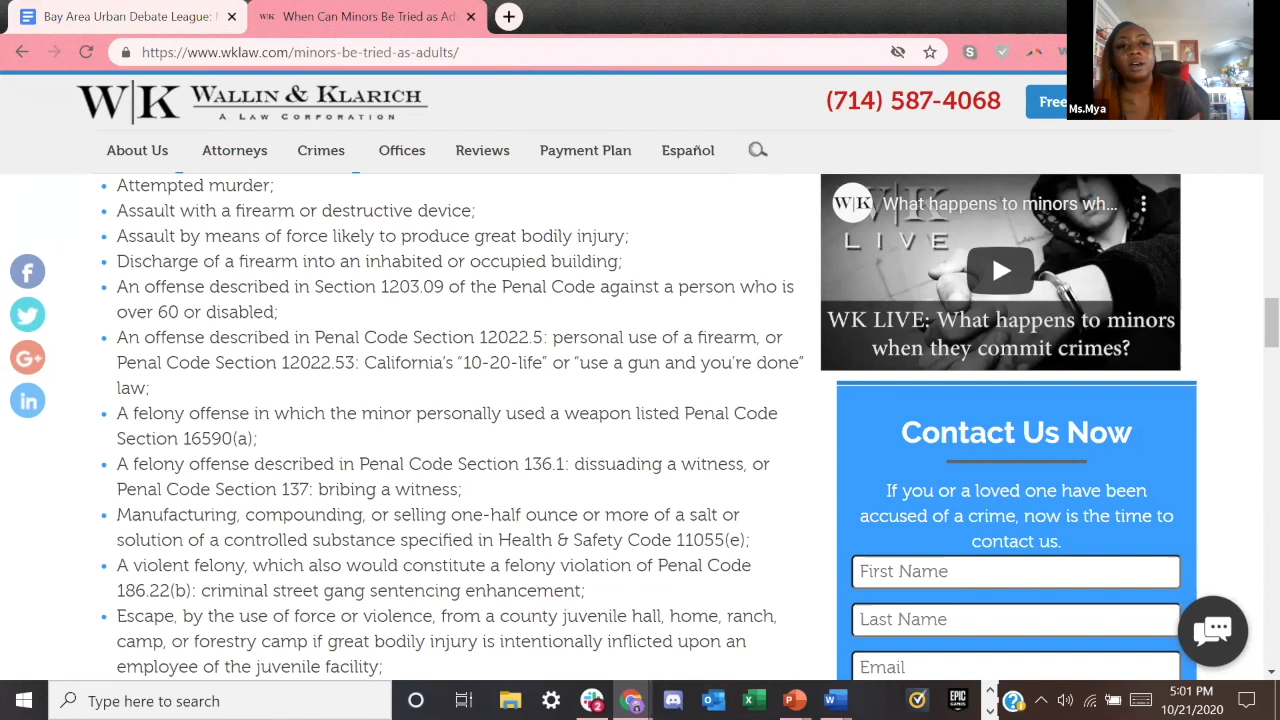 Bay Area Urban Debate League:
When Can Minors Be Tried as Ad
https://www.wklaw.com/minors-be-tried-as-adults/
Ms.Mya
W|K WALLIN & KLARICH
A LAW CORPORATION
(714) 587-4068
Free
About Us Attorneys Crimes Offices Reviews Payment Plan Español
Attempted murder;
Assault with a firearm or destructive device;
Assault by means of force likely to produce great bodily injury;
Discharge of a firearm into an inhabited or occupied building;
An offense described in Section 1203.09 of the Penal Code against a person who is
over 60 or disabled;
An offense described in Penal Code Section 12022.5: personal use of a firearm, or
Penal Code Section 12022.53: California's “10-20-life” or “use a gun and you're done”
law;
A felony offense in which the minor personally used a weapon listed Penal Code
Section 16590(a);
A felony offense described in Penal Code Section 136.1: dissuading a witness, or
Penal Code Section 137: bribing a witness;
Manufacturing, compounding, or selling one-half ounce or more of a salt or
solution of a controlled substance specified in Health & Safety Code 11055(e);
A violent felony, which also would constitute a felony violation of Penal Code
186.22(b): criminal street gang sentencing enhancement;
Escape, by the use of force or violence, from a county juvenile hall, home, ranch,
camp, or forestry camp if great bodily injury is intentionally inflicted upon an
employee of the juvenile facility;
W|K What happens to minors wh...
W|K
LIVE
WK LIVE: What happens to minors
when they commit crimes?
Contact Us Now
If you or a loved one have been
accused of a crime, now is the time to
contact us.
First Name
Last Name
Email
Type here to search
EPIC
GAMES
5:01 PM
10/21/2020